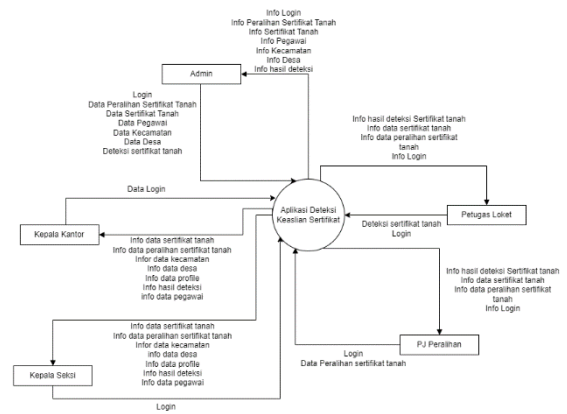 Info Login
Info Peralihan Sertifikat Tanah
Info Sertifikat Tanah
Info Pegawai
Info Kecamatan
Info Desa
Info hasil deteksi
Admin
Login
Data Peralihan Sertifikat Tanah
Data Sertifikat Tanah
Data Pegawai
Data Kecamatan
Data Desa
Deteksi sertifikat tanah
Info hasil deteksi Sertifikat tanah
Info data sertifikat tanah
Info data peralihan sertifikat
tanah
Info Login
Data Login
Aplikasi Deteksi
Keaslian Sertifikat
Petugas Loket
Deteksi sertifikat tanah
Login
Kepala Kantor
Info data sertifikat tanah
Info data peralihan sertifikat tanah
Infor data kecamatan
Info data desa
Info data profile
Info hasil deteksi
info data pegawai
Info hasil deteksi Sertifikat tanah
Info data sertifikat tanah
Info data peralihan sertifikat
tanah
Info Login
PJ Peralihan
Login
Data Peralihan sertifikat tanah
Info data sertifikat tanah
Info data peralihan sertifikat tanah
Infor data kecamatan
info data desa
Info data profile
Info hasil deteksi
Info data pegawai
Kepala Seksi
Login